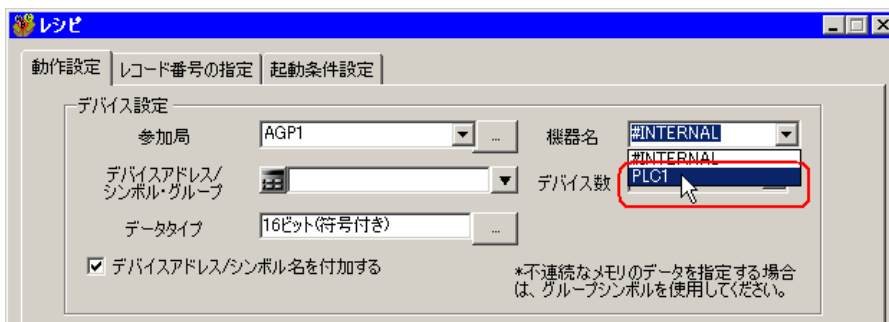 レシピ
動作設定 レコード番号の指定 起動条件設定
デバイス設定
参加局 AGP1 ... 機器名 #INTERNAL
#INTERNAL
デバイスアドレス/
シンボル・グループ
デバイス数 PLC1
データタイプ 16ビット(符号付き) ...
デバイスアドレス/シンボル名を付加する
*不連続なメモリのデータを指定する場合
は、グループシンボルを使用してください。